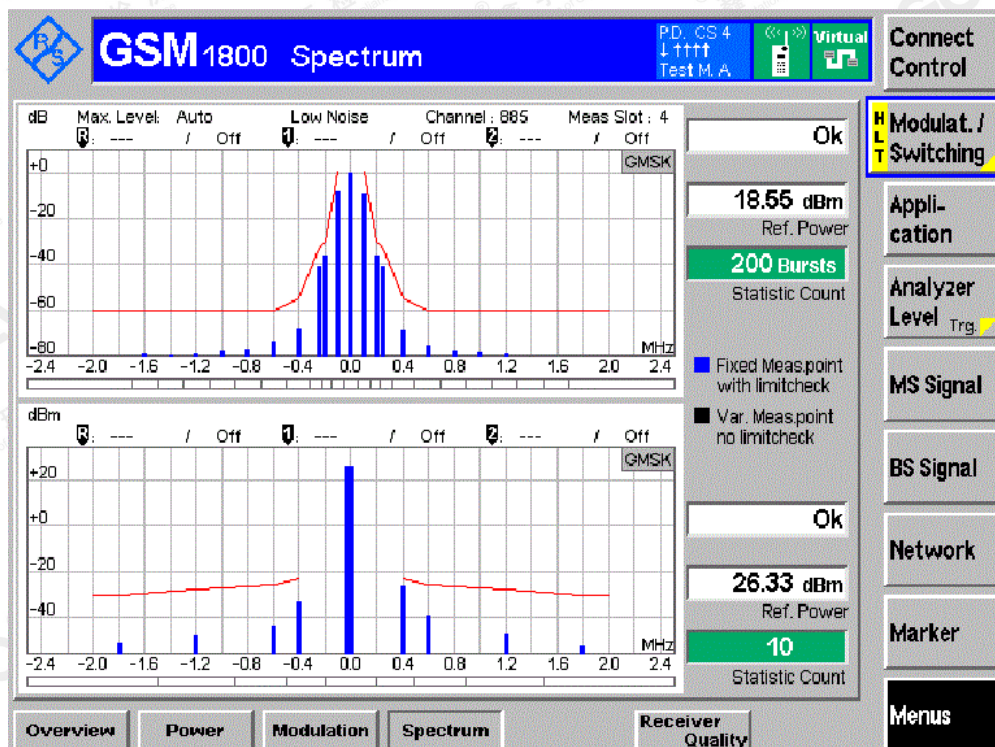 R/S
GSM 1800 Spectrum
P.D. CS 4
↓ ↑↑↑↑
Test M. A
Virtual
Connect Control
dB Max. Level: Auto Low Noise Channel : 885 Meas Slot : 4
R : --- / Off 1 : --- / Off 2 : --- / Off
GMSK
+0
-20
-40
-60
-80
MHz
-2.4 -2.0 -1.6 -1.2 -0.8 -0.4 0.0 0.4 0.8 1.2 1.6 2.0 2.4
Ok
18.55 dBm
Ref. Power
200 Bursts
Statistic Count
Fixed Meas.point
with limitcheck
Var. Meas.point
no limitcheck
dBm
R : --- / Off 1 : --- / Off 2 : --- / Off
GMSK
+20
+0
-20
-40
MHz
-2.4 -2.0 -1.6 -1.2 -0.8 -0.4 0.0 0.4 0.8 1.2 1.6 2.0 2.4
Ok
26.33 dBm
Ref. Power
10
Statistic Count
H L T
Modulat. /
Switching
Appli-
cation
Analyzer
Level Trg.
MS Signal
BS Signal
Network
Marker
Menus
Overview
Power
Modulation
Spectrum
Receiver
Quality